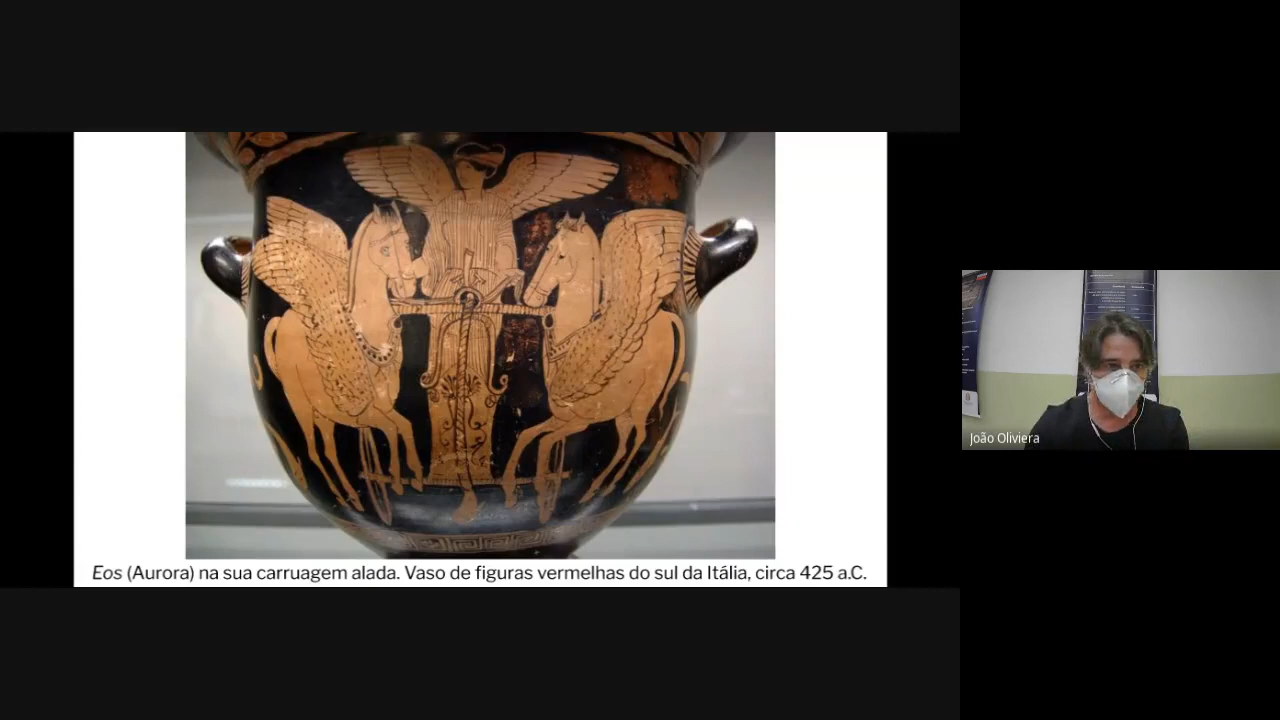 Eos (Aurora) na sua carruagem alada. Vaso de figuras vermelhas do sul da Itália, circa 425 a.C.
João Oliviera